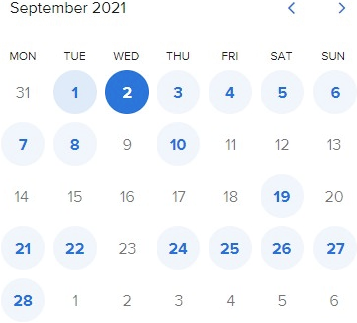 September 2021
MON TUE WED THU FRI SAT SUN
31 1 2 3 4 5 6
7 8 9 10 11 12 13
14 15 16 17 18 19 20
21 22 23 24 25 26 27
28 1 2 3 4 5 6